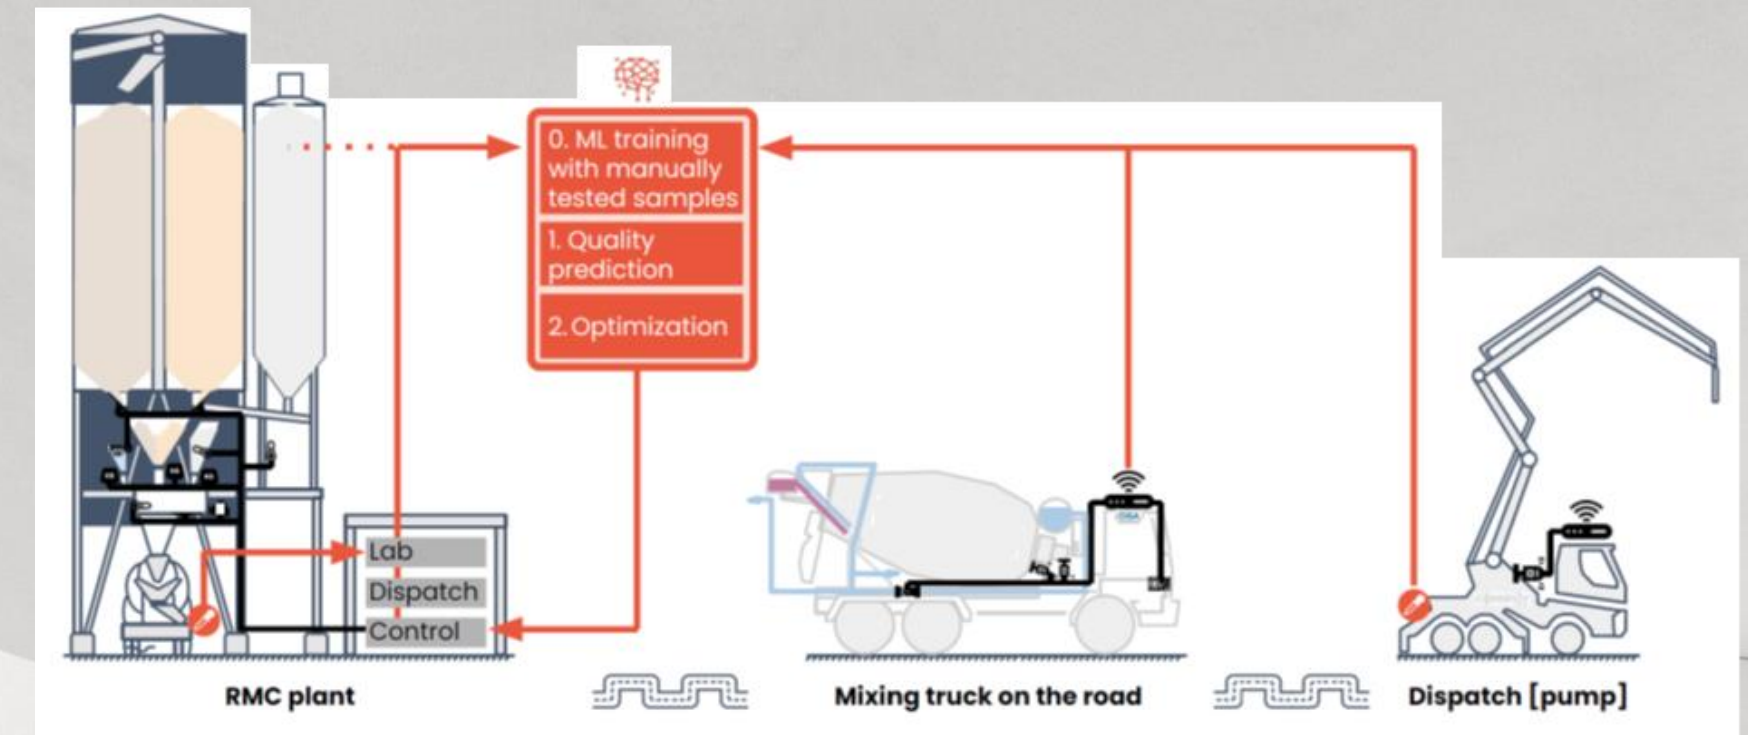 0. ML training
with manually
tested samples
1. Quality
prediction
2. Optimization
Lab
Dispatch
Control
RMC plant
Mixing truck on the road
Dispatch [pump]